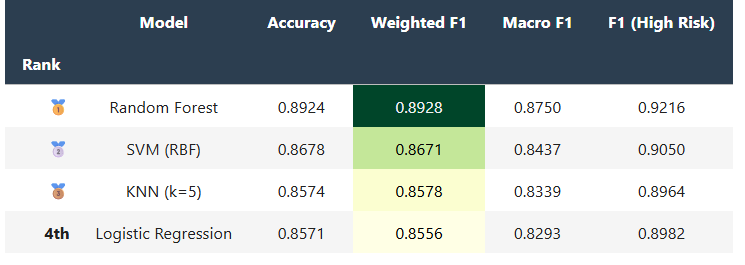 Model Accuracy Weighted F1 Macro F1 F1 (High Risk)
Rank
🥇 Random Forest 0.8924 0.8928 0.8750 0.9216
🥈 SVM (RBF) 0.8678 0.8671 0.8437 0.9050
🥉 KNN (k=5) 0.8574 0.8578 0.8339 0.8964
4th Logistic Regression 0.8571 0.8556 0.8293 0.8982